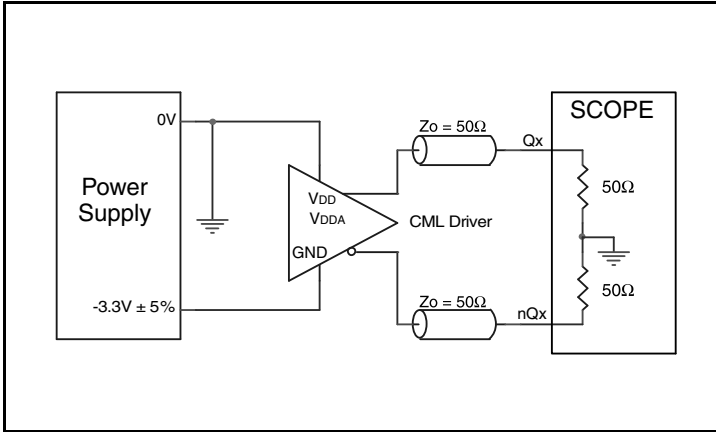 0V
Power
Supply
-3.3V ± 5%
VDD
VDDA
GND
CML Driver
Zo = 50Ω
Qx
Zo = 50Ω
nQx
SCOPE
50Ω
50Ω